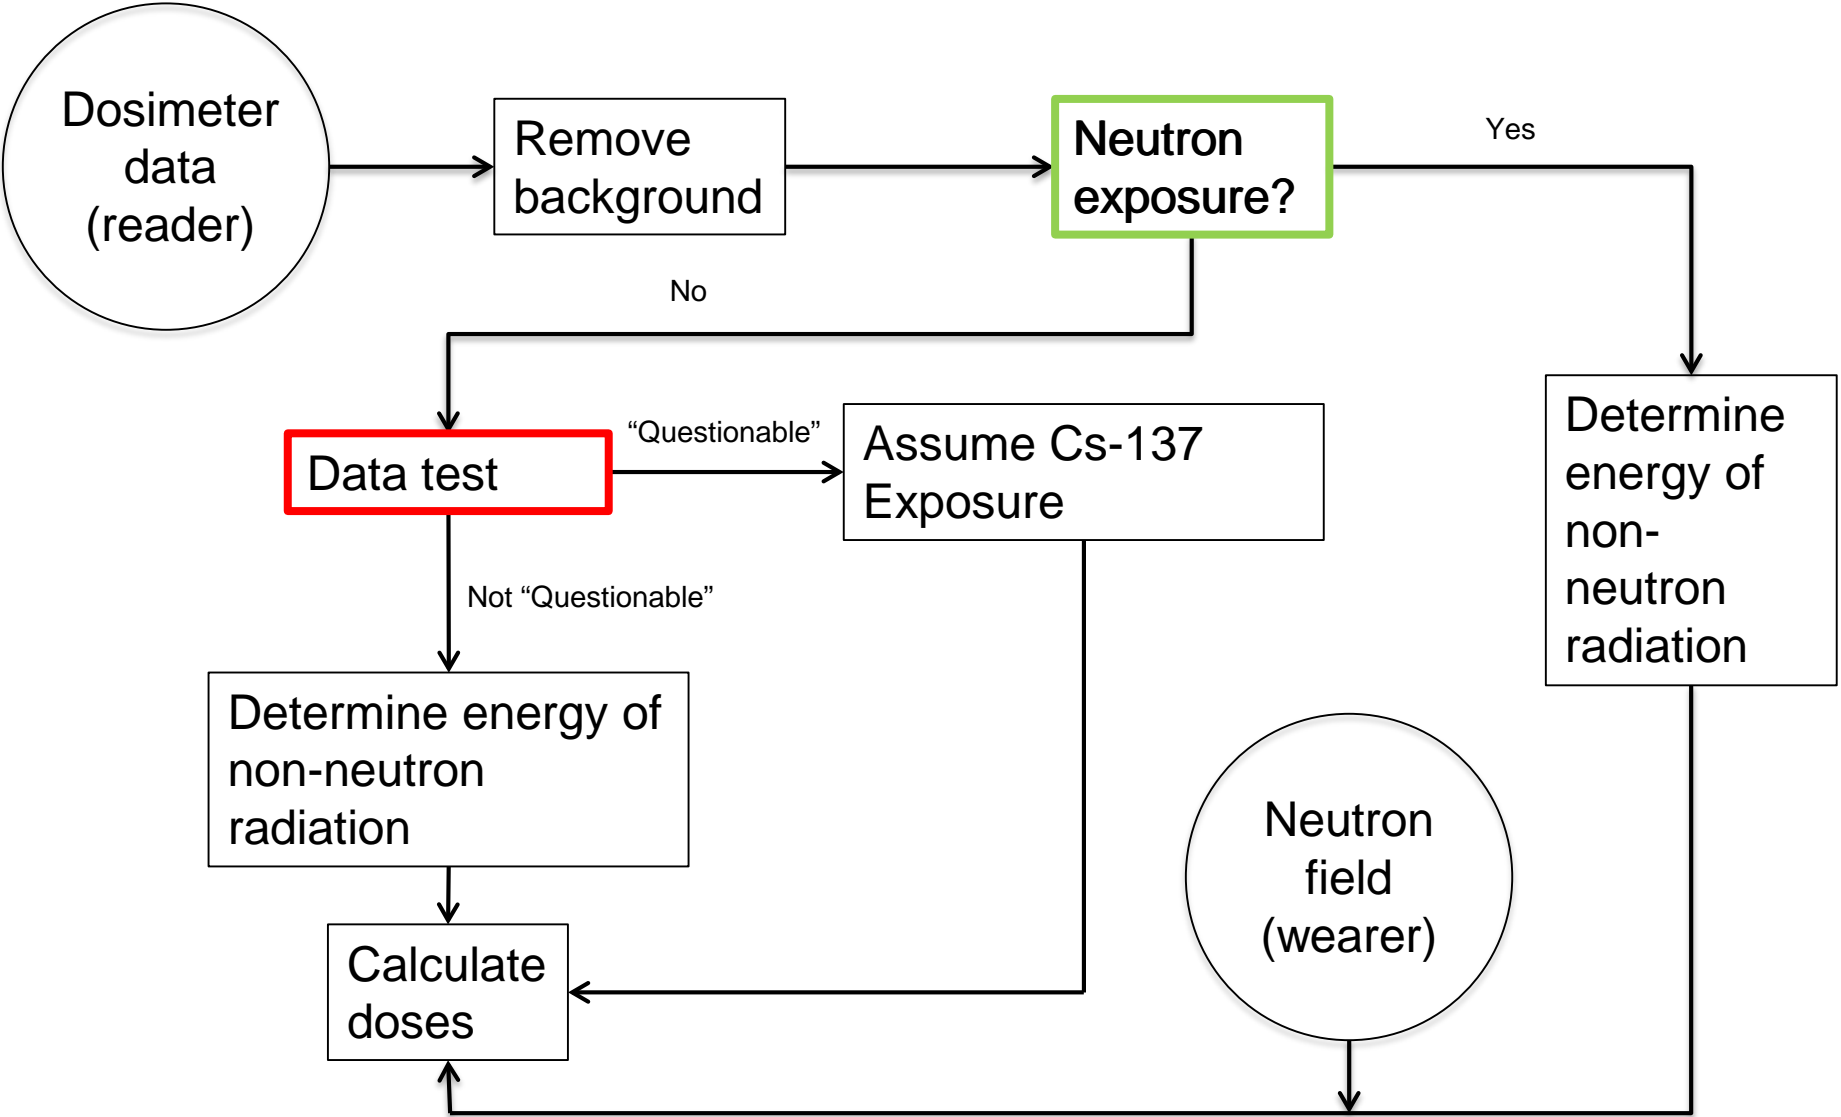 Dosimeter
data
(reader)
Remove
background
Neutron
exposure?
Yes
No
Data test
“Questionable”
Assume Cs-137
Exposure
Determine
energy of
non-
neutron
radiation
Not “Questionable”
Determine energy of
non-neutron
radiation
Neutron
field
(wearer)
Calculate
doses